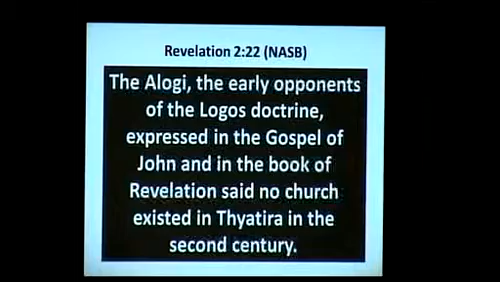 Revelation 2:22 (NASB)
The Alogi, the early opponents
of the Logos doctrine,
expressed in the Gospel of
John and in the book of
Revelation said no church
existed in Thyatira in the
second century.